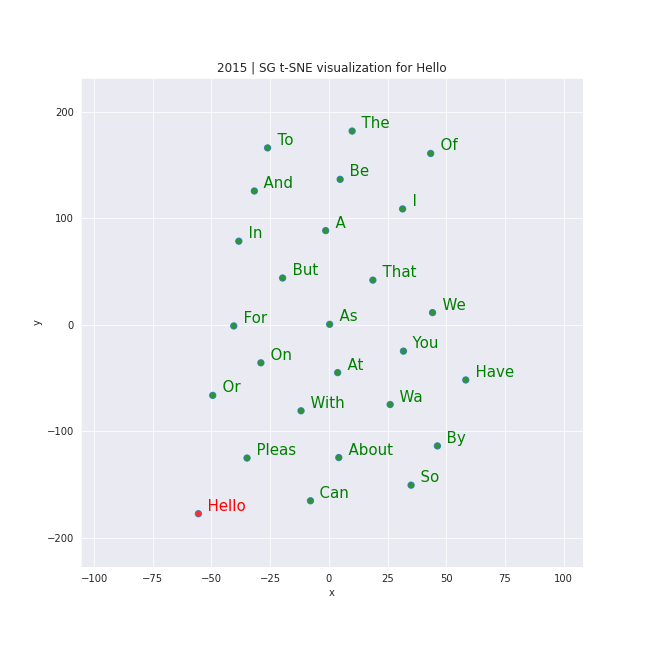 2015 | SG t-SNE visualization for Hello
200
100
0
−100
−200
y
The
To
Of
Be
And
I
A
In
But
That
We
As
For
You
On
At
Have
Or
With
Wa
By
Pleas
About
So
Can
Hello
−100
−75
−50
−25
0
25
50
75
100
x